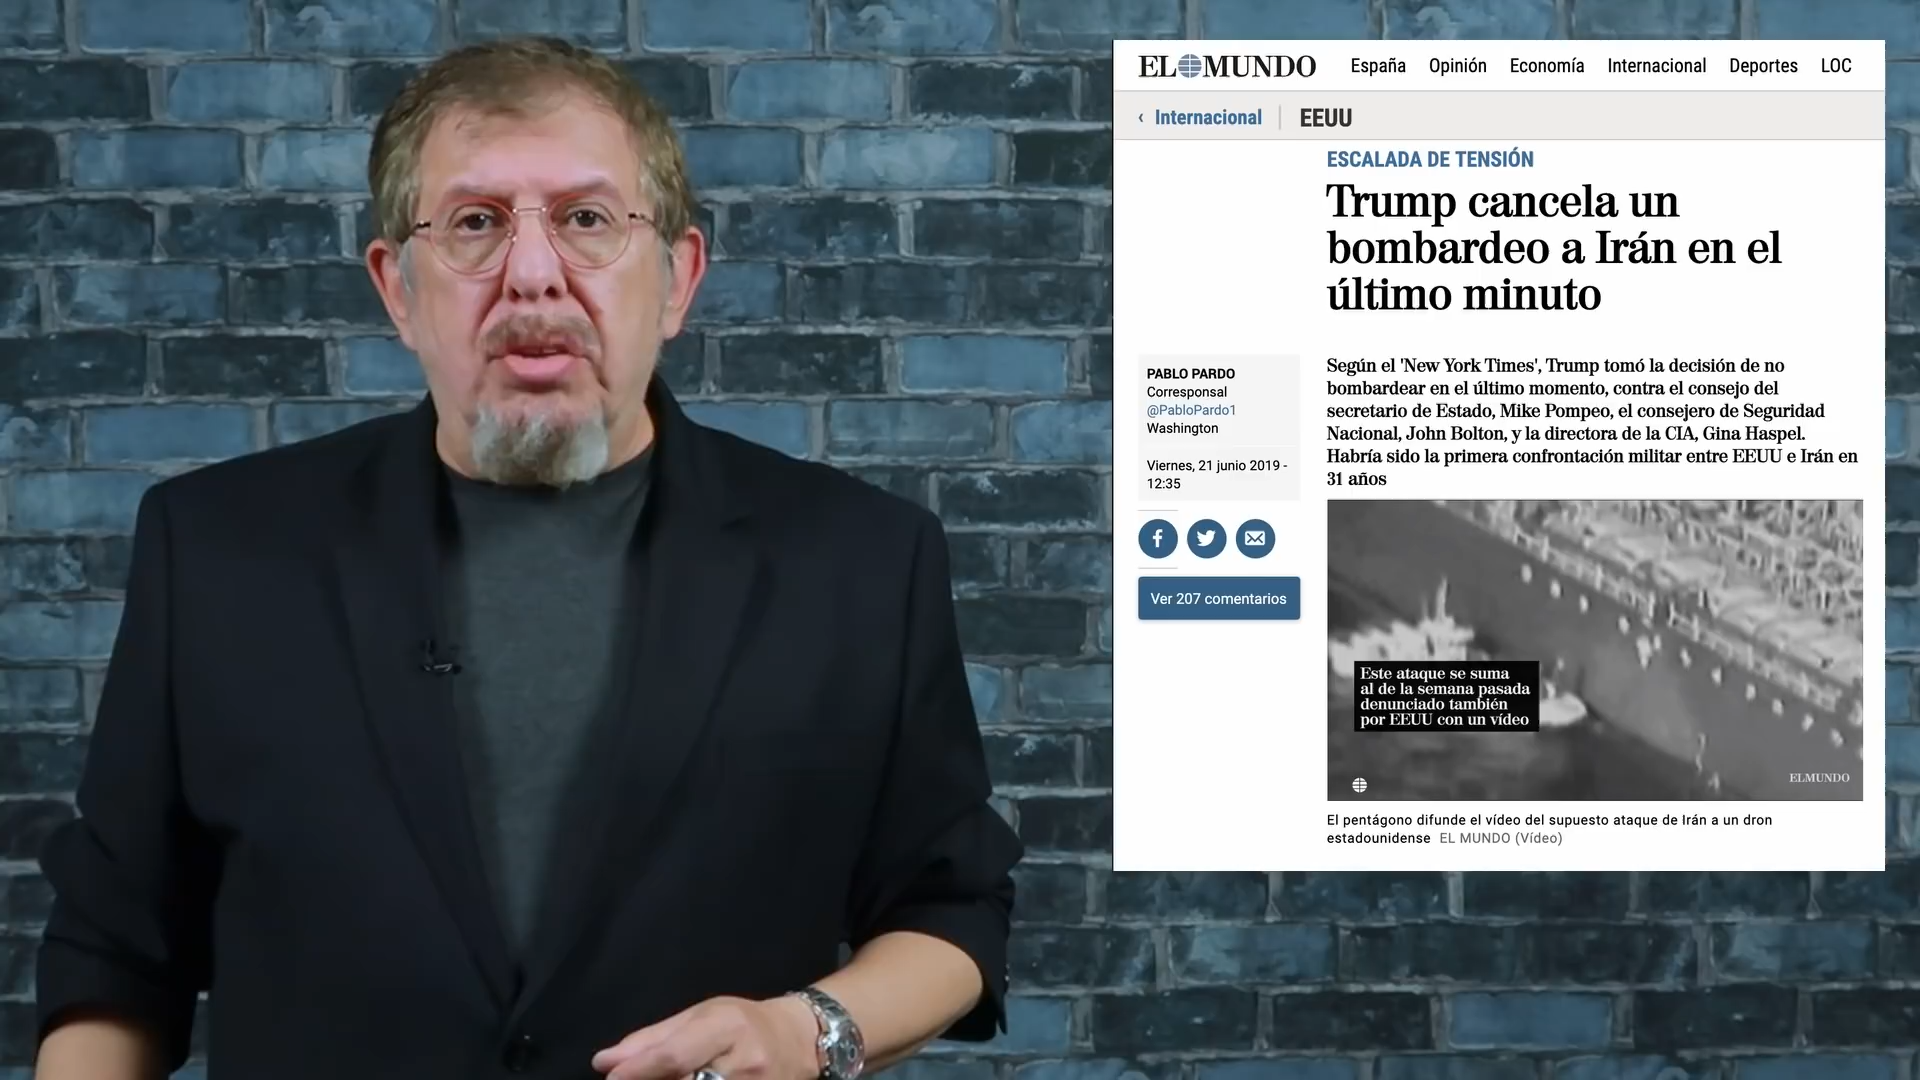 EL MUNDO
España Opinión Economía Internacional Deportes LOC
‹ Internacional | EEUU
ESCALADA DE TENSIÓN
Trump cancela un
bombardeo a Irán en el
último minuto
PABLO PARDO
Corresponsal
@PabloPardo1
Washington
Viernes, 21 junio 2019 -
12:35
Ver 207 comentarios
Según el 'New York Times', Trump tomó la decisión de no
bombardear en el último momento, contra el consejo del
secretario de Estado, Mike Pompeo, el consejero de Seguridad
Nacional, John Bolton, y la directora de la CIA, Gina Haspel.
Habría sido la primera confrontación militar entre EEUU e Irán en
31 años
Este ataque se suma
al de la semana pasada
denunciado también
por EEUU con un vídeo
ELMUNDO
El pentágono difunde el vídeo del supuesto ataque de Irán a un dron
estadounidense EL MUNDO (Vídeo)